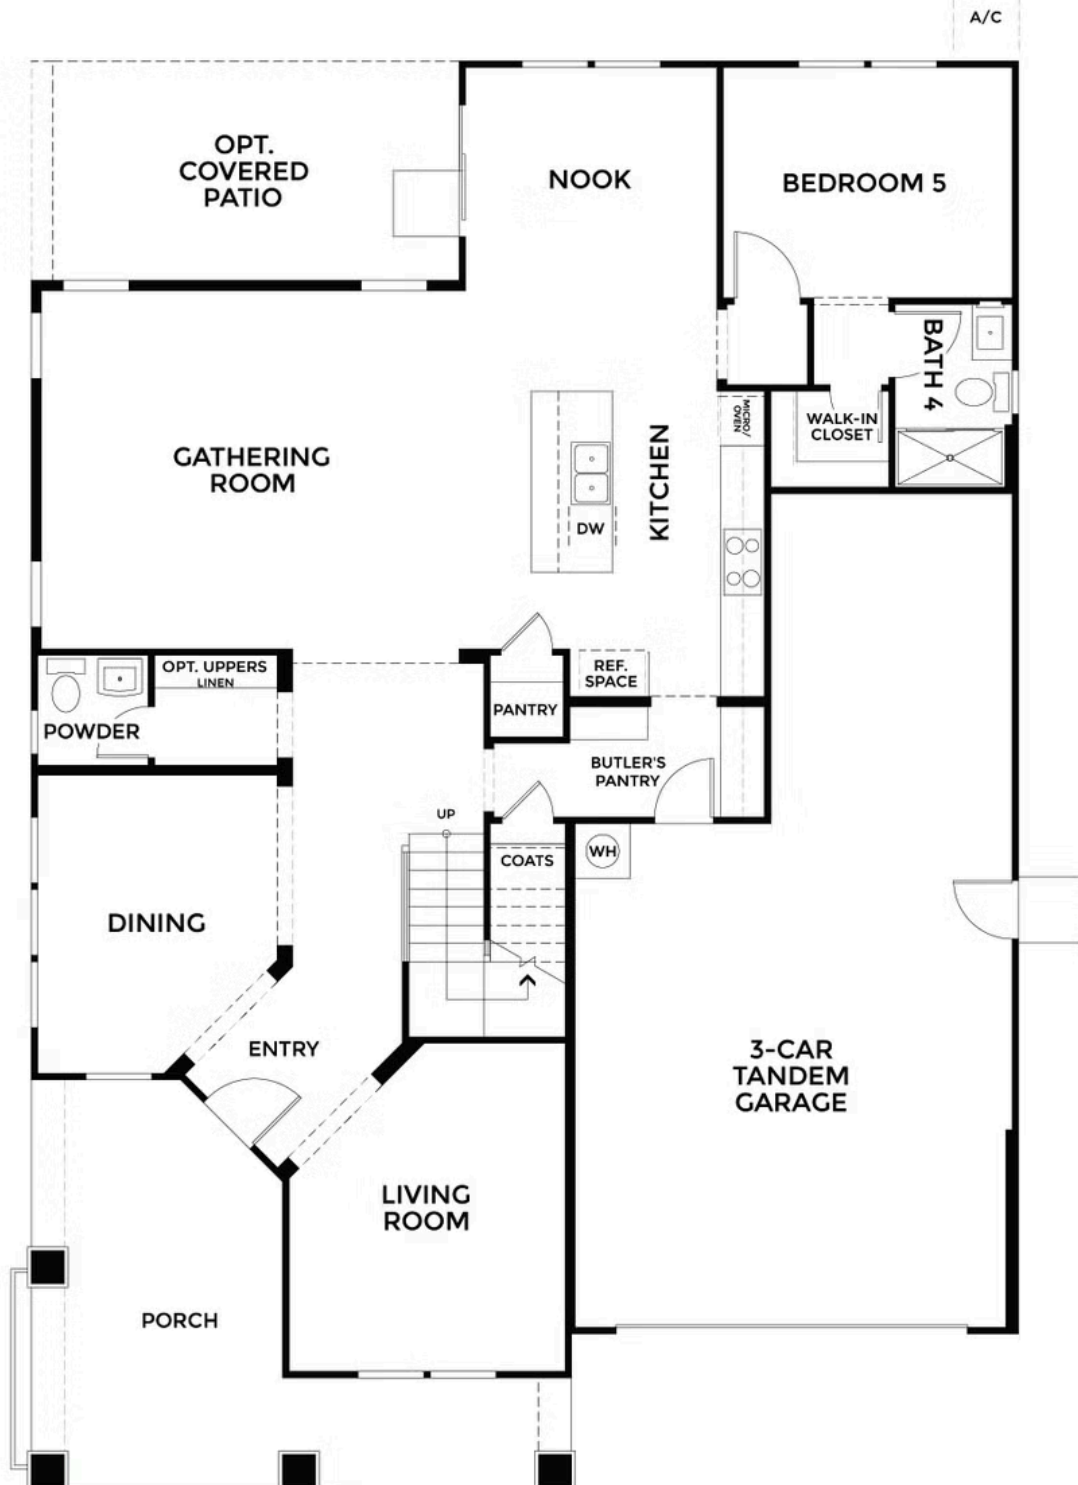 A/C
OPT.
COVERED
PATIO
NOOK
BEDROOM 5
BATH 4
WALK-IN
CLOSET
MICRO/
OVEN
GATHERING
ROOM
KITCHEN
DW
REF.
SPACE
PANTRY
OPT. UPPERS
LINEN
POWDER
BUTLER'S
PANTRY
UP
COATS
WH
DINING
ENTRY
3-CAR
TANDEM
GARAGE
LIVING
ROOM
PORCH